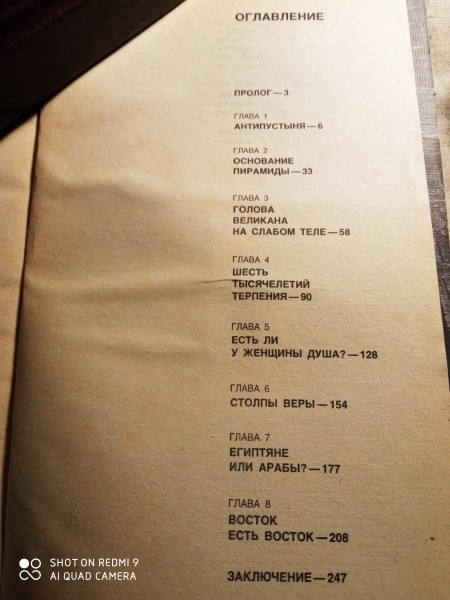 ОГЛАВЛЕНИЕ
ПРОЛОГ — 3
ГЛАВА 1
АНТИПУСТЫНЯ — 6
ГЛАВА 2
ОСНОВАНИЕ
ПИРАМИДЫ — 33
ГЛАВА 3
ГОЛОВА
ВЕЛИКАНА
НА СЛАБОМ ТЕЛЕ — 58
ГЛАВА 4
ШЕСТЬ
ТЫСЯЧЕЛЕТИЙ
ТЕРПЕНИЯ — 90
ГЛАВА 5
ЕСТЬ ЛИ
У ЖЕНЩИНЫ ДУША? — 128
ГЛАВА 6
СТОЛПЫ ВЕРЫ — 154
ГЛАВА 7
ЕГИПТЯНЕ
ИЛИ АРАБЫ? — 177
ГЛАВА 8
ВОСТОК
ЕСТЬ ВОСТОК — 208
ЗАКЛЮЧЕНИЕ — 247
SHOT ON REDMI 9
AI QUAD CAMERA